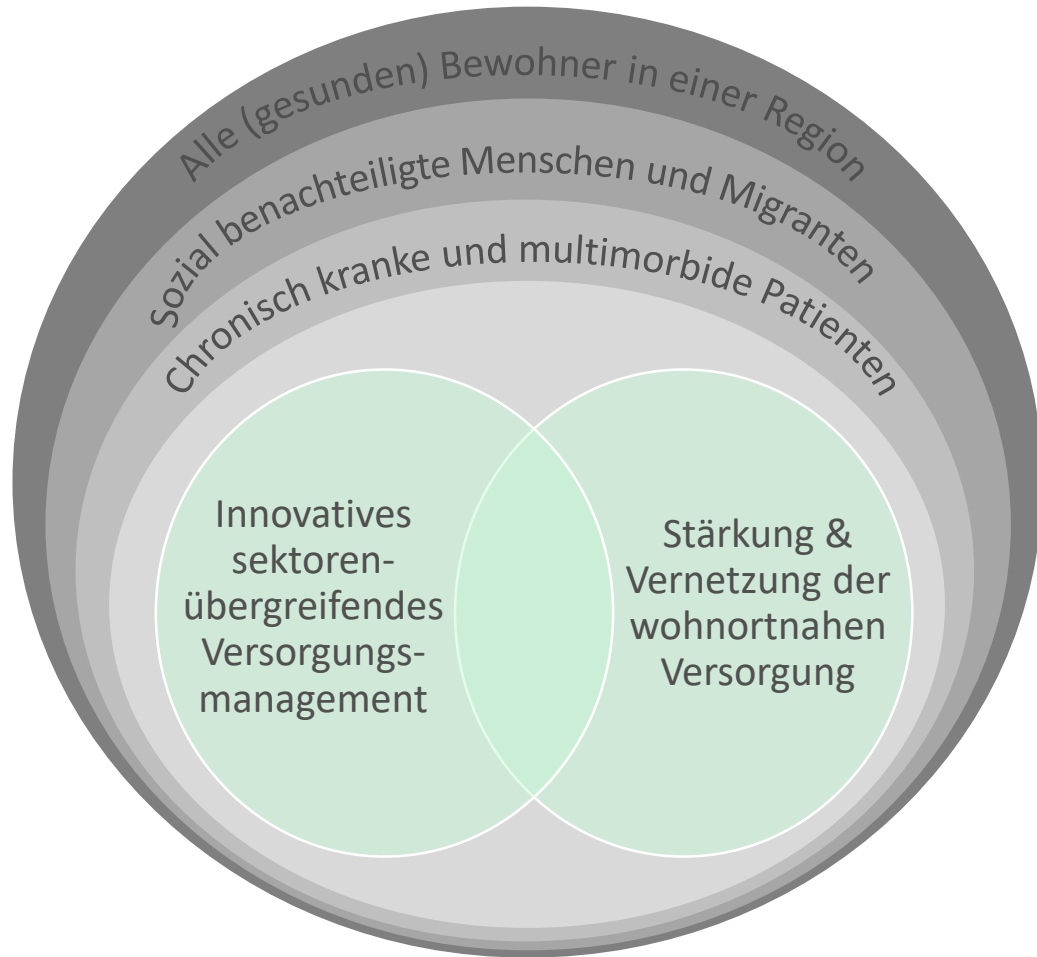 Alle (gesunden) Bewohner in einer Region
Sozial benachteiligte Menschen und Migranten
Chronisch kranke und multimorbide Patienten
Innovatives
sektoren-
übergreifendes
Versorgungs-
management
Stärkung &
Vernetzung der
wohnortnahen
Versorgung